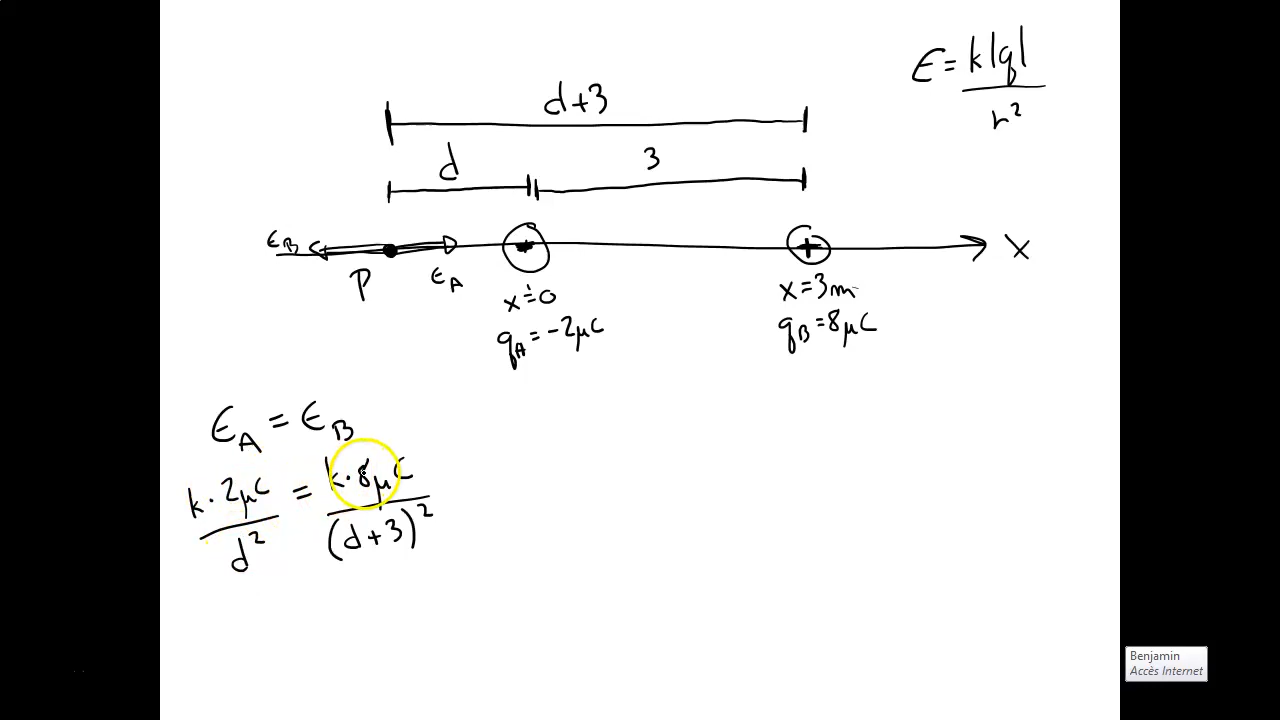 E = k|q| / r²
d+3
d 3
E_B P E_A X
x=0 x=3m
q_A = -2μC q_B = 8μC
E_A = E_B
k · 2μC / d² = k · 8μC / (d+3)²
Benjamin
Accès Internet